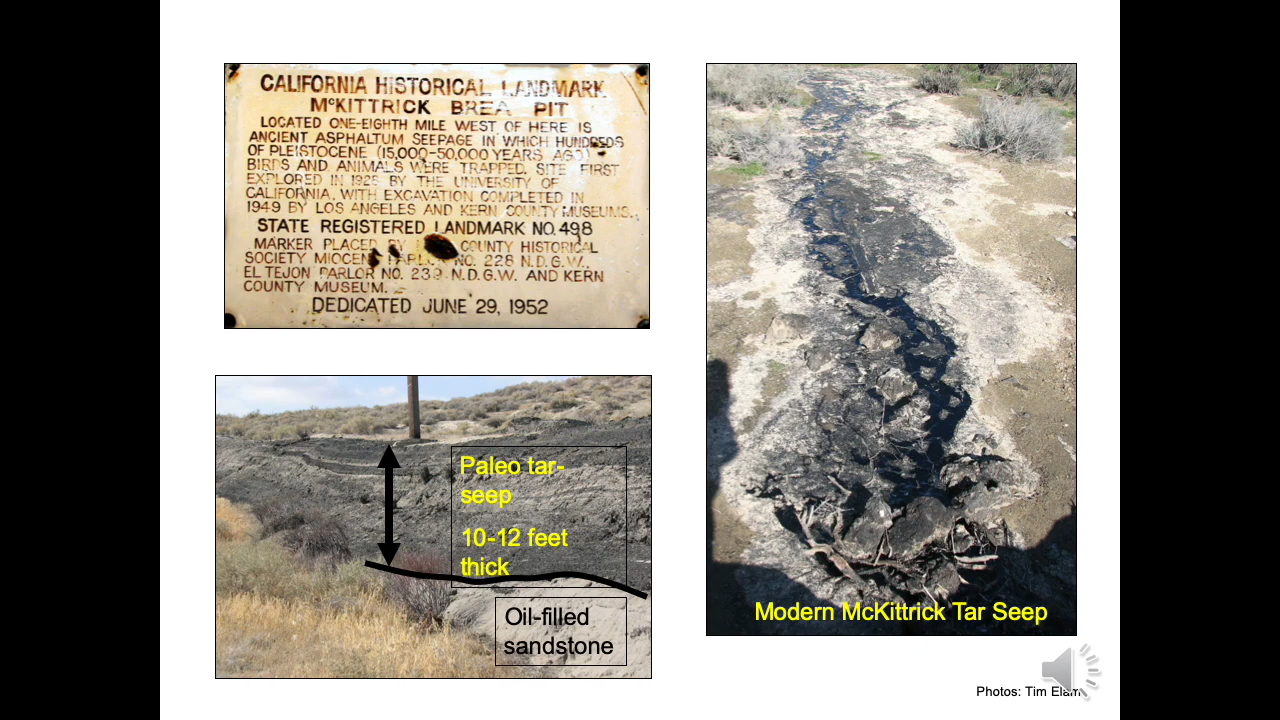 CALIFORNIA HISTORICAL LANDMARK
McKITTRICK BREA PIT
LOCATED ONE-EIGHTH MILE WEST OF HERE IS
ANCIENT ASPHALTUM SEEPAGE IN WHICH HUNDREDS
OF PLEISTOCENE (15,000-50,000 YEARS AGO)
BIRDS AND ANIMALS WERE TRAPPED. SITE FIRST
EXPLORED IN 1928 BY THE UNIVERSITY OF
CALIFORNIA, WITH EXCAVATION COMPLETED IN
1949 BY LOS ANGELES AND KERN COUNTY MUSEUMS.
STATE REGISTERED LANDMARK NO. 498
MARKER PLACED BY COUNTY HISTORICAL
SOCIETY MIOCENE PARLOR NO. 228 N.D.G.W.,
EL TEJON PARLOR NO. 239 N.D.G.W. AND KERN
COUNTY MUSEUM.
DEDICATED JUNE 29, 1952
Paleo tar-
seep
10-12 feet
thick
Oil-filled
sandstone
Modern McKittrick Tar Seep
Photos: Tim Elam